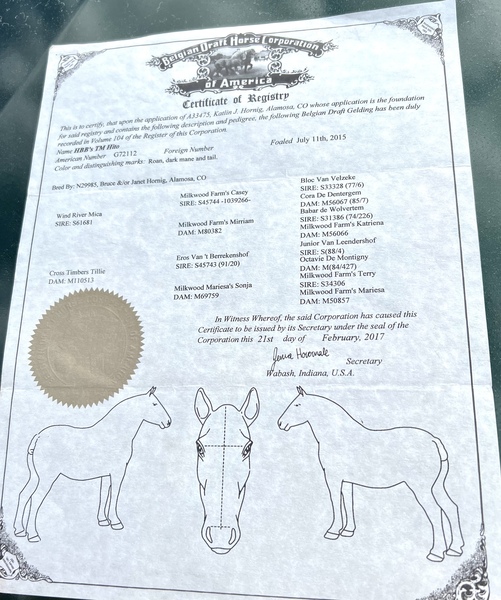 Belgian Draft Horse Corporation
of America
Certificate of Registry
This is to certify, that upon the application of A33475, Katlin J. Hornig, Alamosa, CO whose application is the foundation
for said registry and contains the following description and pedigree, the following Belgian Draft Gelding has been duly
recorded in Volume 104 of the Register of this Corporation.
Name HBB's TM Hito Foaled July 11th, 2015
American Number G72112 Foreign Number
Color and distinguishing marks: Roan, dark mane and tail.
Bred By: N29985, Bruce &/or Janet Hornig, Alamosa, CO
Bloc Van Velzeke
SIRE: S33328 (77/6)
Milkwood Farm's Casey
SIRE: S45744 -1039266-
Cora De Dentergem
DAM: M56067 (85/7)
Wind River Mica
SIRE: S61681
Babar de Wolvertem
SIRE: S31386 (74/226)
Milkwood Farm's Mirriam
DAM: M80382
Milkwood Farm's Katriena
DAM: M56066
Junior Van Leendershof
SIRE: S(88/4)
Eros Van 't Berrekenshof
SIRE: S45743 (91/20)
Octavie De Montigny
DAM: M(84/427)
Cross Timbers Tillie
DAM: M110513
Milkwood Farm's Terry
SIRE: S34306
Milkwood Mariesa's Sonja
DAM: M69759
Milkwood Farm's Mariesa
DAM: M50857
In Witness Whereof, the said Corporation has caused this
Certificate to be issued by its Secretary under the seal of the
Corporation this 21st day of February, 2017
Secretary
Wabash, Indiana, U.S.A.